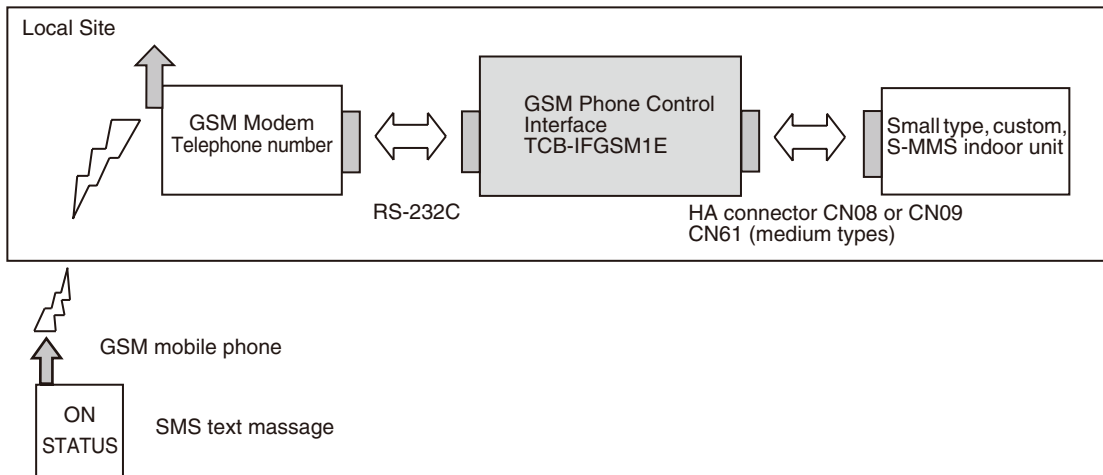 Local Site
GSM Modem
Telephone number
GSM Phone Control
Interface
TCB-IFGSM1E
Small type, custom,
S-MMS indoor unit
RS-232C
HA connector CN08 or CN09
CN61 (medium types)
GSM mobile phone
ON
STATUS
SMS text massage